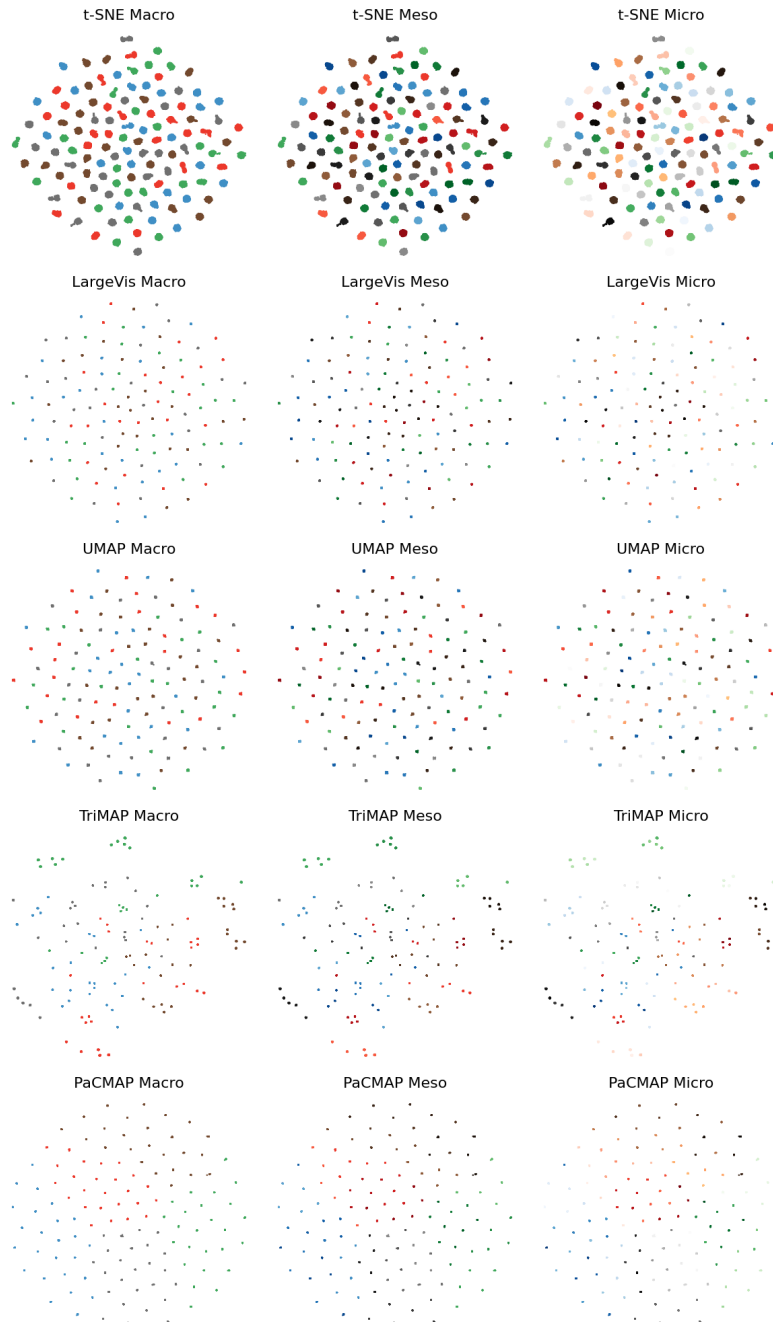 t-SNE Macro
t-SNE Meso
t-SNE Micro
LargeVis Macro
LargeVis Meso
LargeVis Micro
UMAP Macro
UMAP Meso
UMAP Micro
TriMAP Macro
TriMAP Meso
TriMAP Micro
PaCMAP Macro
PaCMAP Meso
PaCMAP Micro